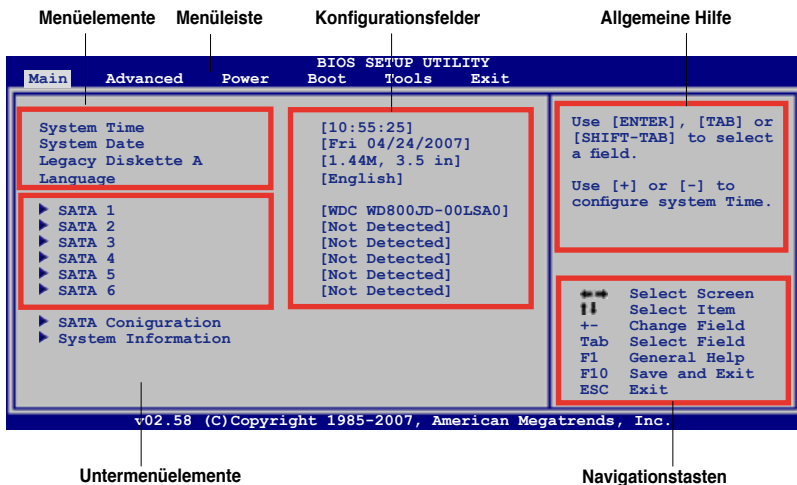 Menüelemente Menüleiste Konfigurationsfelder Allgemeine Hilfe
BIOS SETUP UTILITY
Main Advanced Power Boot Tools Exit
System Time [10:55:25]
System Date [Fri 04/24/2007]
Legacy Diskette A [1.44M, 3.5 in]
Language [English]
SATA 1 [WDC WD800JD-00LSA0]
SATA 2 [Not Detected]
SATA 3 [Not Detected]
SATA 4 [Not Detected]
SATA 5 [Not Detected]
SATA 6 [Not Detected]
SATA Coniguration
System Information
Use [ENTER], [TAB] or
[SHIFT-TAB] to select
a field.
Use [+] or [-] to
configure system Time.
Select Screen
Select Item
+- Change Field
Tab Select Field
F1 General Help
F10 Save and Exit
ESC Exit
v02.58 (C)Copyright 1985-2007, American Megatrends, Inc.
Untermenüelemente Navigationstasten